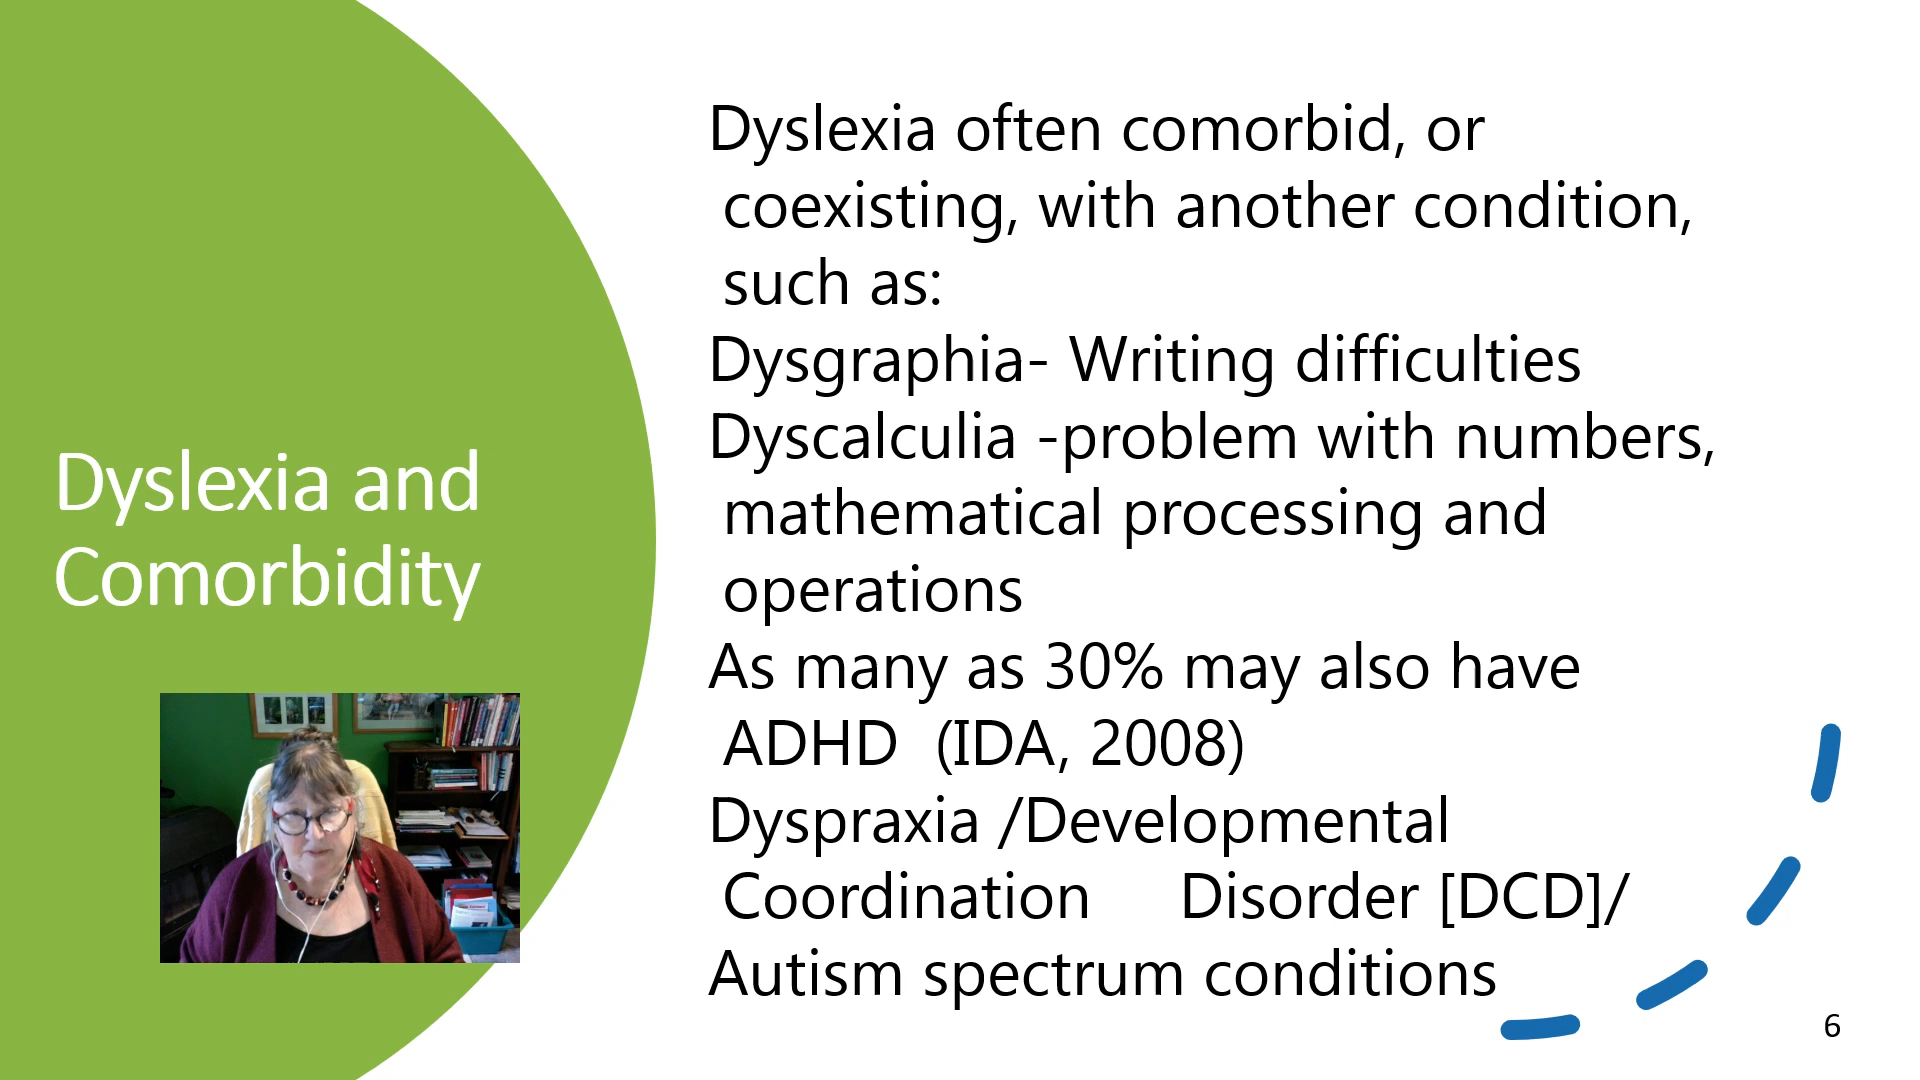 Dyslexia and
Comorbidity
Dyslexia often comorbid, or
coexisting, with another condition,
such as:
Dysgraphia- Writing difficulties
Dyscalculia -problem with numbers,
mathematical processing and
operations
As many as 30% may also have
ADHD  (IDA, 2008)
Dyspraxia /Developmental
Coordination     Disorder [DCD]/
Autism spectrum conditions
6